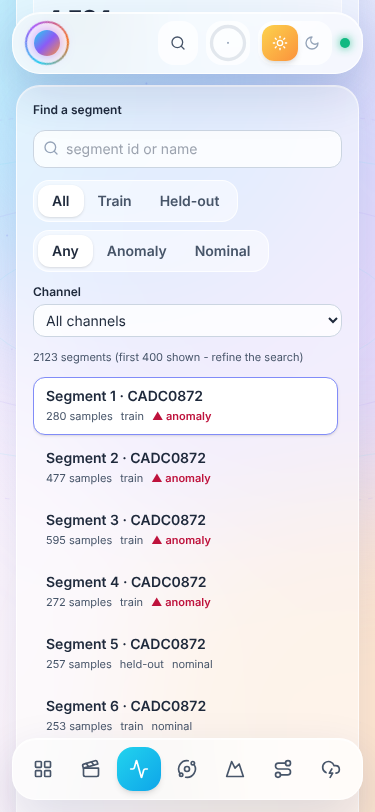 Find a segment
segment id or name
All Train Held-out
Any Anomaly Nominal
Channel
All channels
2123 segments (first 400 shown - refine the search)
Segment 1 · CADC0872
280 samples train ▲ anomaly
Segment 2 · CADC0872
477 samples train ▲ anomaly
Segment 3 · CADC0872
595 samples train ▲ anomaly
Segment 4 · CADC0872
272 samples train ▲ anomaly
Segment 5 · CADC0872
257 samples held-out nominal
Segment 6 · CADC0872
253 samples train nominal